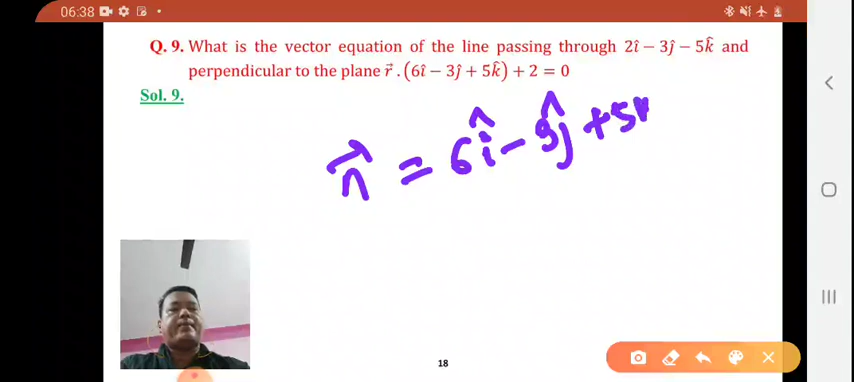 06:38
Q. 9. What is the vector equation of the line passing through 2î − 3ĵ − 5k̂ and
perpendicular to the plane r⃗ . (6î − 3ĵ + 5k̂) + 2 = 0
Sol. 9.
n⃗ = 6î − 3ĵ + 5
18